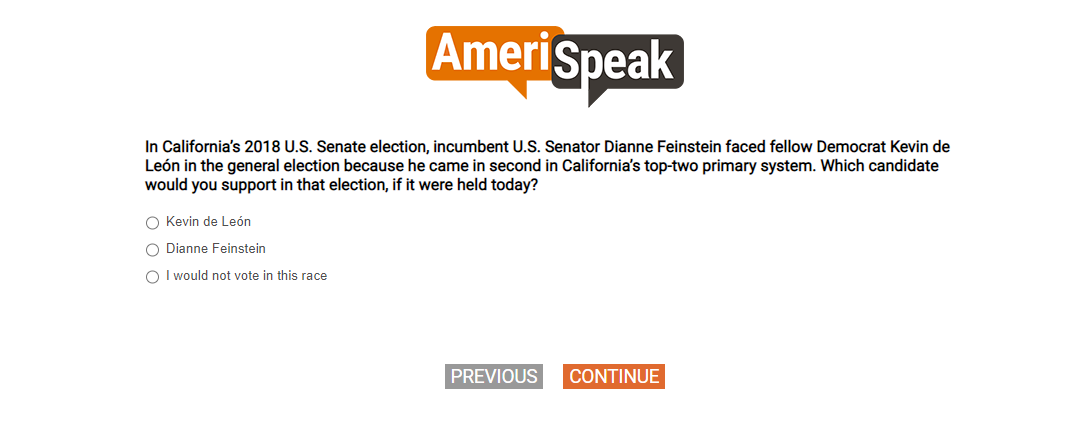 AmeriSpeak
In California’s 2018 U.S. Senate election, incumbent U.S. Senator Dianne Feinstein faced fellow Democrat Kevin de
León in the general election because he came in second in California’s top-two primary system. Which candidate
would you support in that election, if it were held today?
Kevin de León
Dianne Feinstein
I would not vote in this race
PREVIOUS CONTINUE